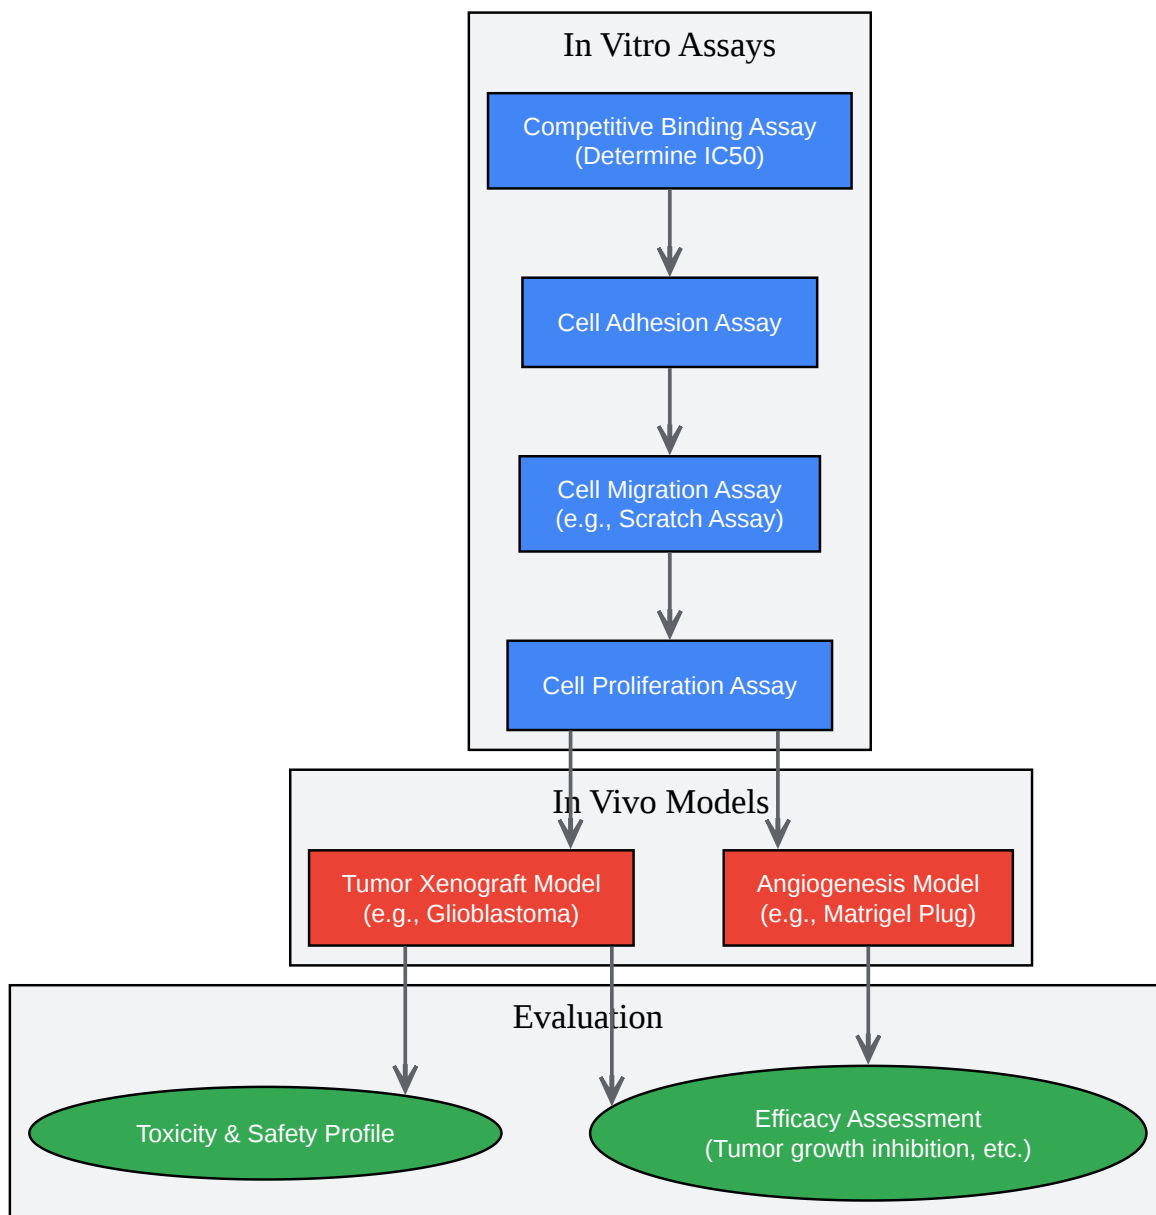 In Vitro Assays
Competitive Binding Assay
(Determine IC50)
Cell Adhesion Assay
Cell Migration Assay
(e.g., Scratch Assay)
Cell Proliferation Assay
In Vivo Models
Tumor Xenograft Model
(e.g., Glioblastoma)
Angiogenesis Model
(e.g., Matrigel Plug)
Evaluation
Toxicity & Safety Profile
Efficacy Assessment
(Tumor growth inhibition, etc.)